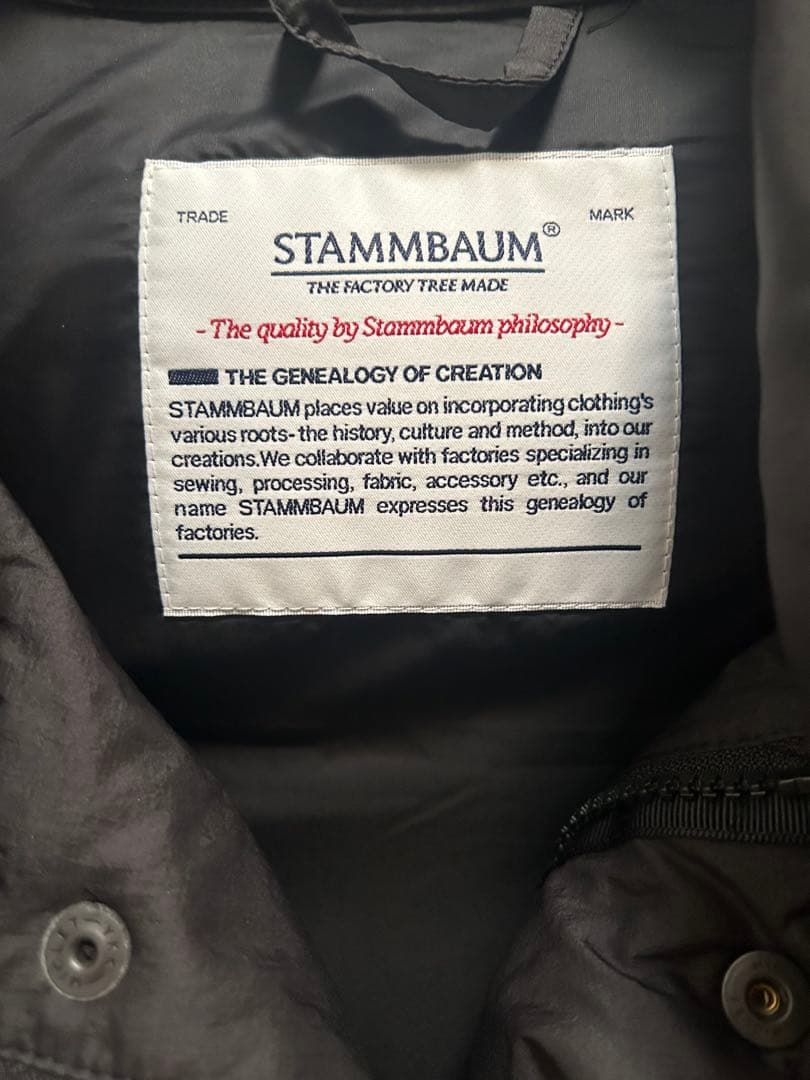 TRADE MARK
STAMMBAUM®
THE FACTORY TREE MADE
- The quality by Stammbaum philosophy -
THE GENEALOGY OF CREATION
STAMMBAUM places value on incorporating clothing's
various roots- the history, culture and method, into our
creations.We collaborate with factories specializing in
sewing, processing, fabric, accessory etc., and our
name STAMMBAUM expresses this genealogy of
factories.